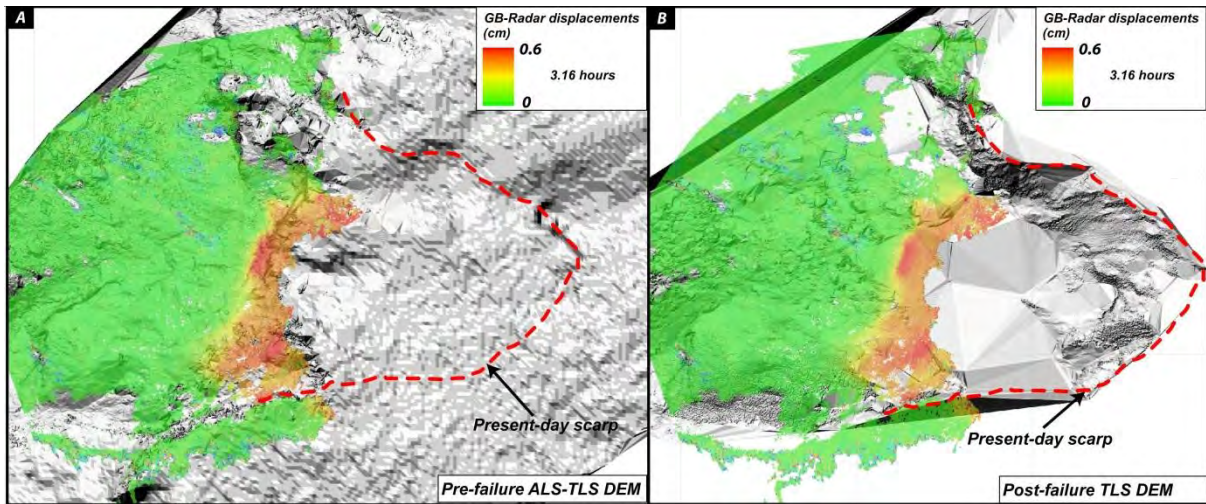 A
GB-Radar displacements
(cm)
0.6
3.16 hours
0
Present-day scarp
Pre-failure ALS-TLS DEM
B
GB-Radar displacements
(cm)
0.6
3.16 hours
0
Present-day scarp
Post-failure TLS DEM